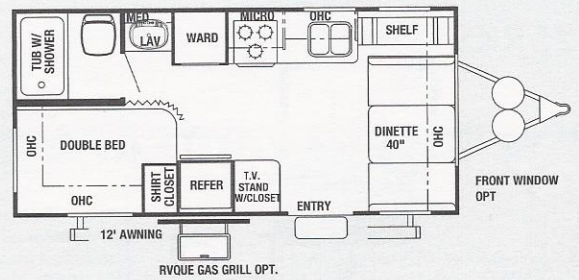 MED
MICRO
OHC
TUB W/
SHOWER
LAV
WARD
SHELF
OHC
DOUBLE BED
DINETTE
40"
OHC
OHC
SHIRT
CLOSET
REFER
T.V.
STAND
W/CLOSET
ENTRY
FRONT WINDOW
OPT
12' AWNING
RVQUE GAS GRILL OPT.